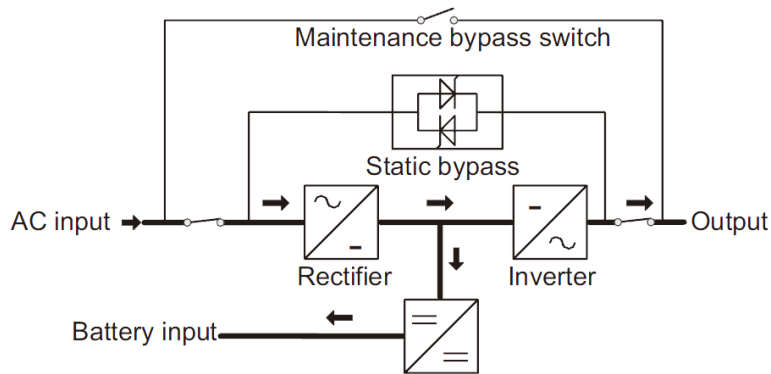 Maintenance bypass switch
Static bypass
AC input
Output
Rectifier
Inverter
Battery input